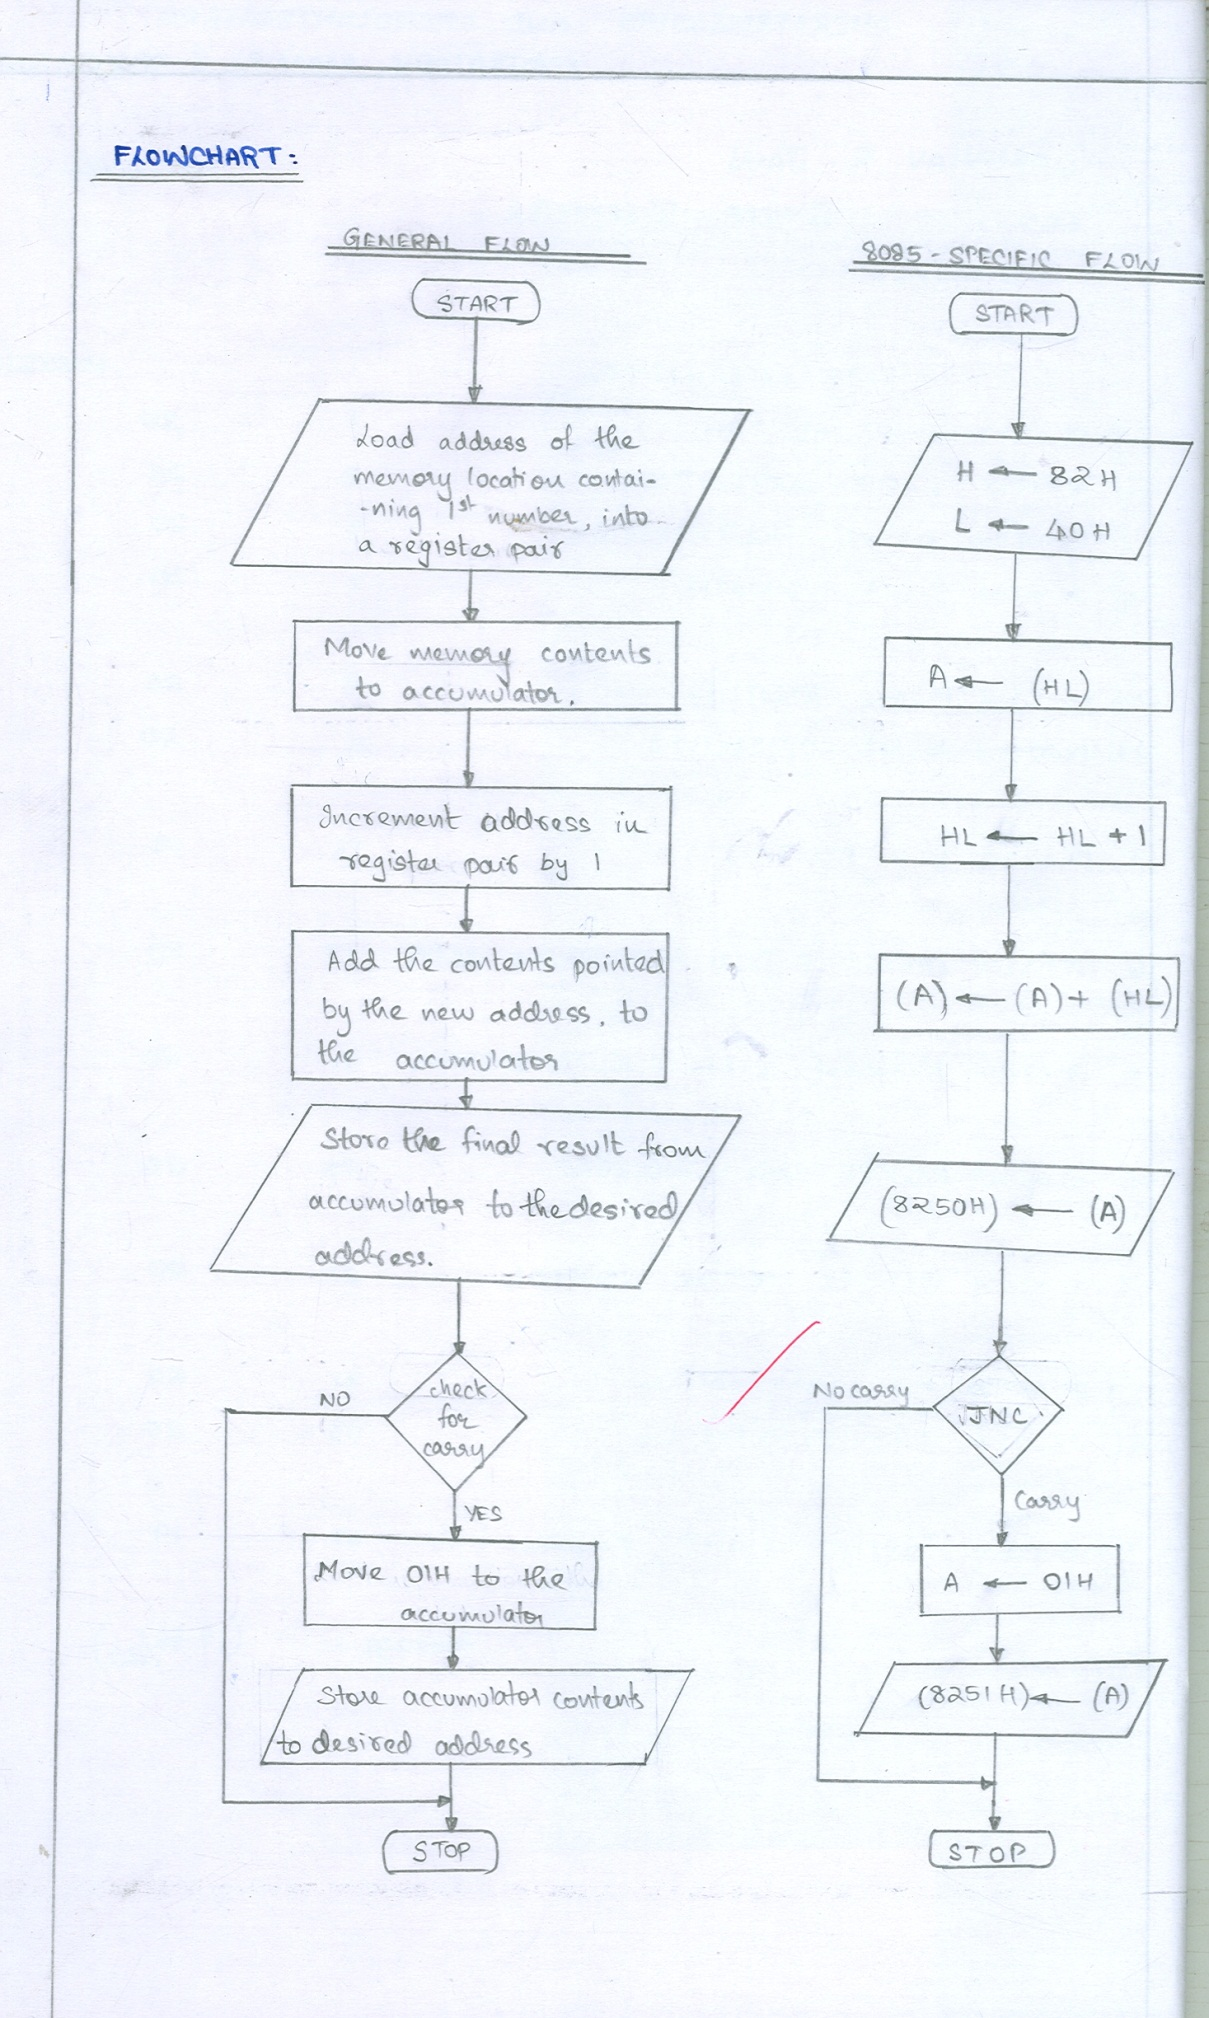 FLOWCHART:
GENERAL FLOW
START
Load address of the
memory location contai-
-ning 1st number, into
a register pair
Move memory contents
to accumulator.
Increment address in
register pair by 1
Add the contents pointed
by the new address, to
the accumulator
Store the final result from
accumulator to the desired
address.
check
for
carry
NO
YES
Move 01H to the
accumulator
Store accumulator contents
to desired address
STOP
8085 - SPECIFIC FLOW
START
H ← 82H
L ← 40H
A ← (HL)
HL ← HL + 1
(A) ← (A) + (HL)
(8250H) ← (A)
No carry
JNC
Carry
A ← 01H
(8251H) ← (A)
STOP